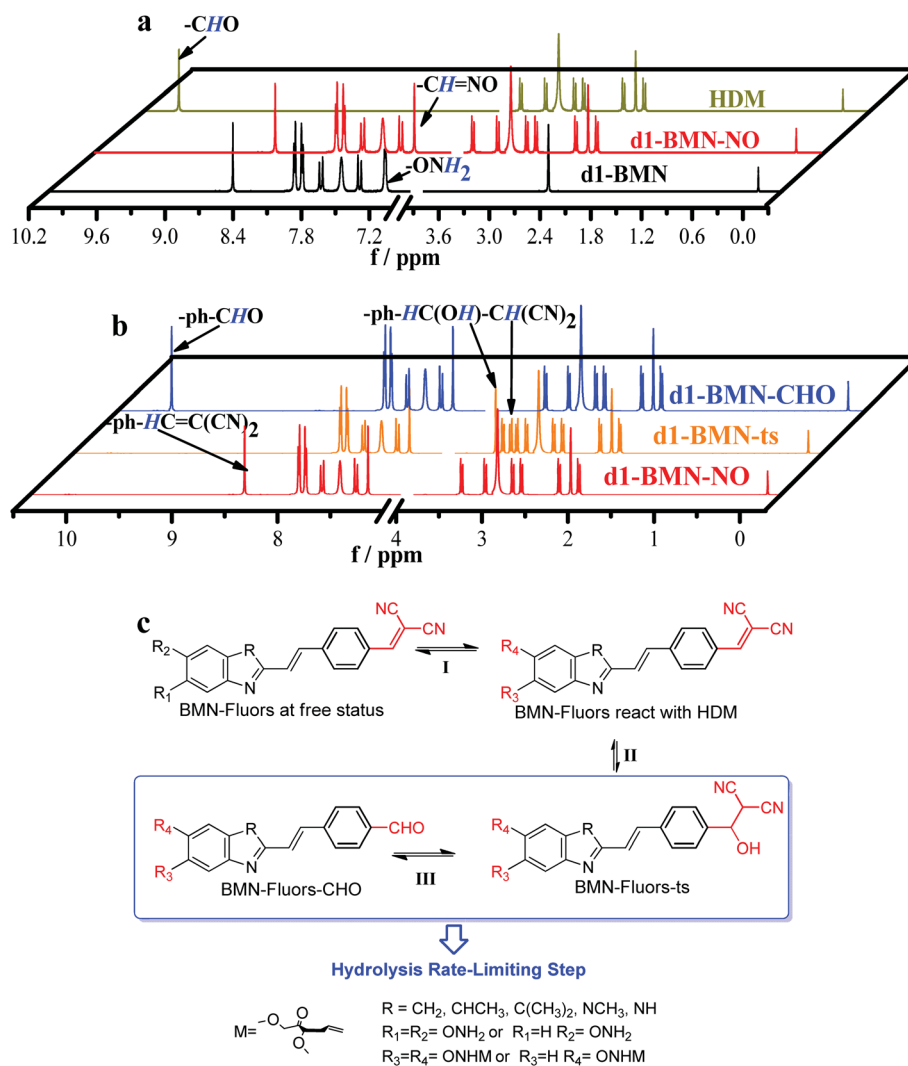 a
-CHO
HDM
-CH=NO
d1-BMN-NO
-ONH2
d1-BMN
10.2 9.6 9.0 8.4 7.8 7.2 3.6 3.0 2.4 1.8 1.2 0.6 0.0
f / ppm
b
-ph-CHO
-ph-HC(OH)-CH(CN)2
d1-BMN-CHO
-ph-HC=C(CN)2
d1-BMN-ts
d1-BMN-NO
10 9 8 7 6 5 4 3 2 1 0
f / ppm
c
NC CN R R2 R1 N
NC CN R R4 R3 N
I
BMN-Fluors at free status
BMN-Fluors react with HDM
II
R4 R R3 N CHO
NC CN R4 R R3 N OH
III
BMN-Fluors-CHO
BMN-Fluors-ts
Hydrolysis Rate-Limiting Step
M= O O O
R = CH2, CHCH3, C(CH3)2, NCH3, NH
R1=R2= ONH2 or R1=H R2= ONH2
R3=R4= ONHM or R3=H R4= ONHM